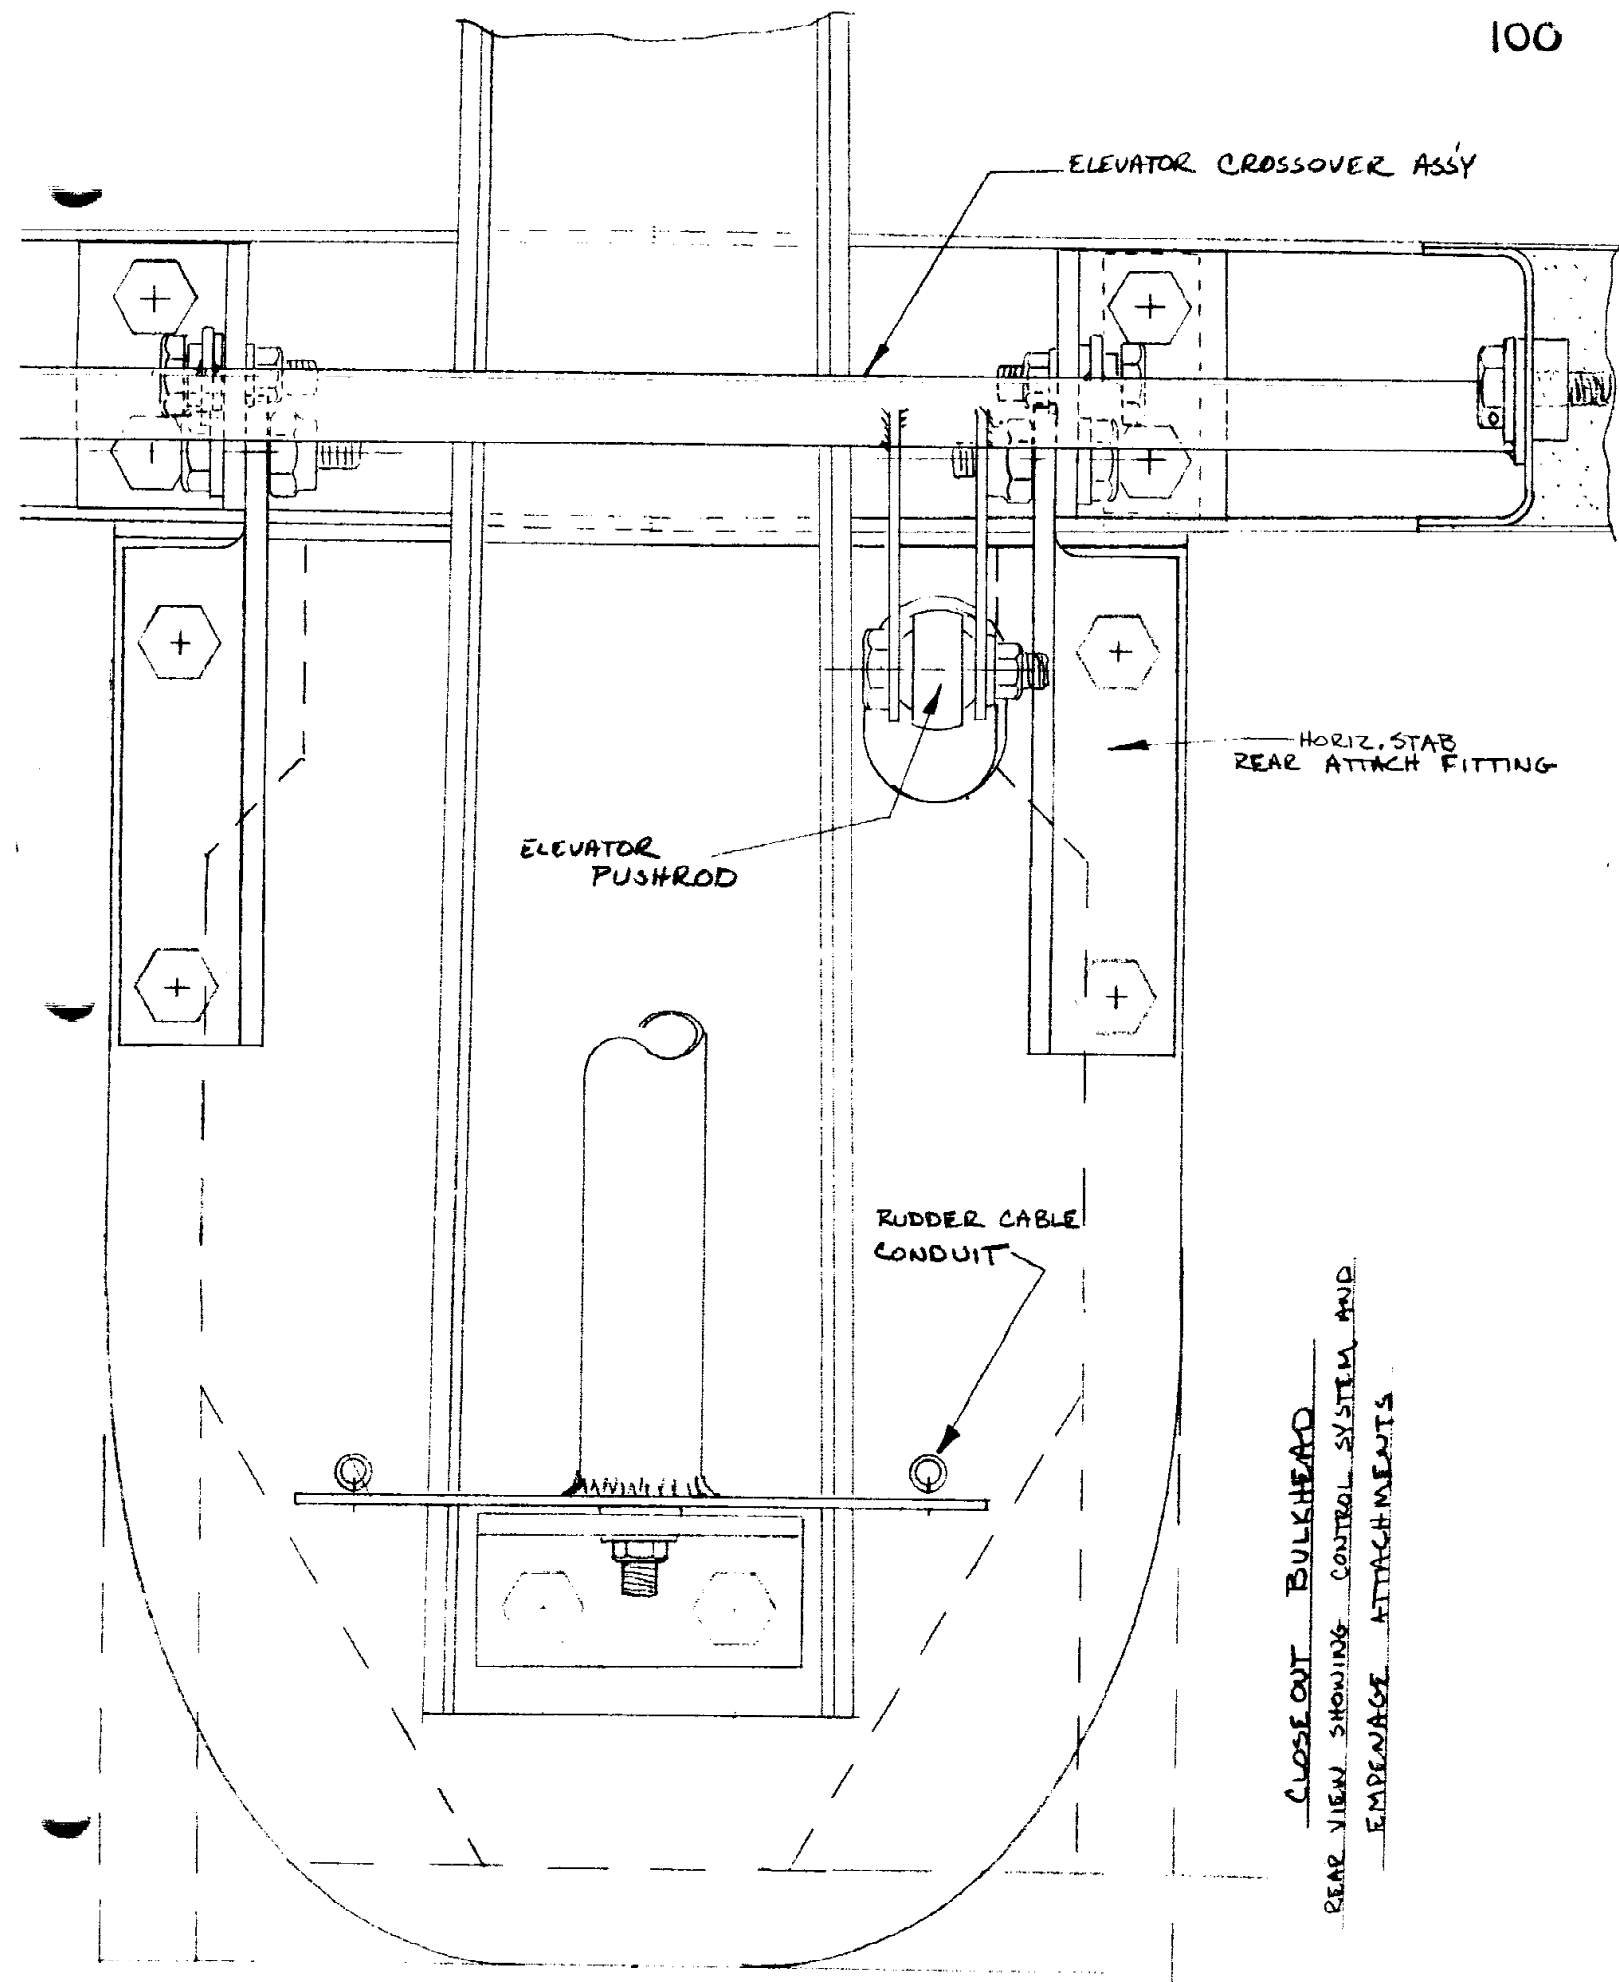 100
ELEVATOR CROSSOVER ASS'Y
HORIZ. STAB
REAR ATTACH FITTING
ELEVATOR
PUSHROD
RUDDER CABLE
CONDUIT
CLOSEOUT BULKHEAD
REAR VIEW SHOWING CONTROL SYSTEM AND
EMPENAGE ATTACHMENTS